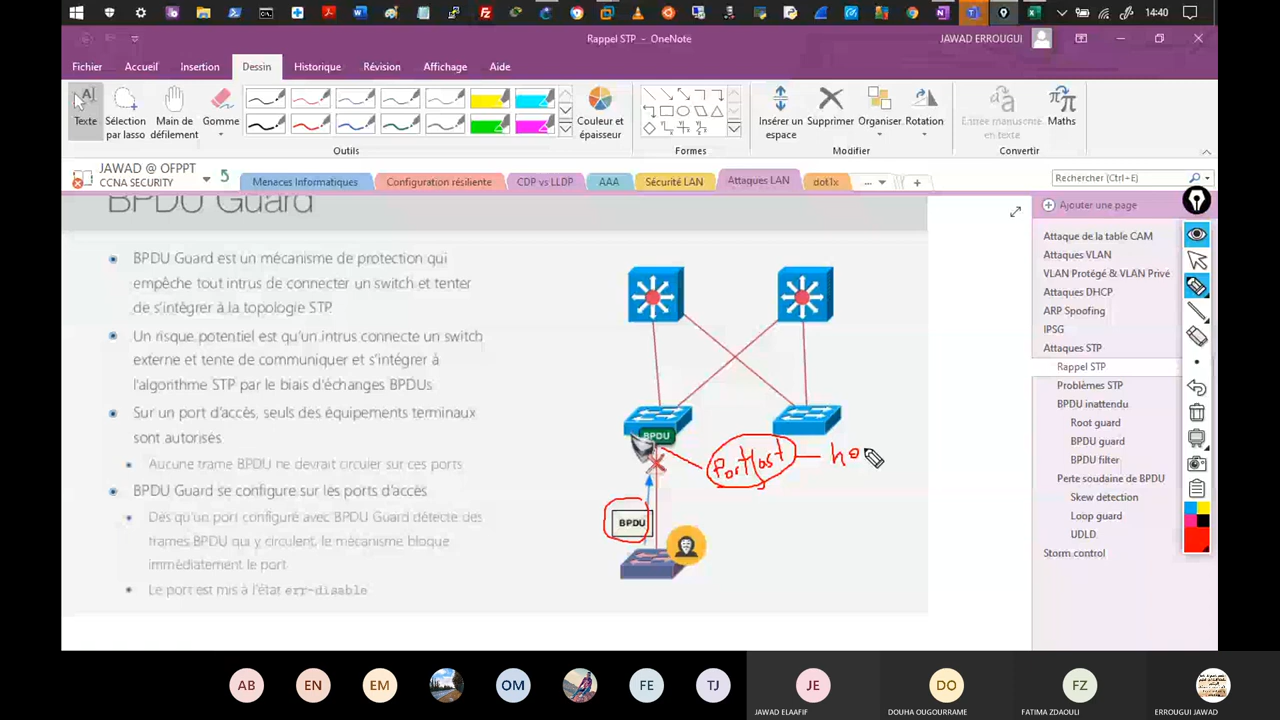 14:40
Rappel STP - OneNote
JAWAD ERROUGUI
Fichier Accueil Insertion Dessin Historique Révision Affichage Aide
Texte
Sélection par lasso
Main de défilement
Gomme
Couleur et épaisseur
Insérer un espace
Supprimer
Organiser
Rotation
Entrée manuscrite en texte
Maths
Outils
Formes
Modifier
Convertir
JAWAD @ OFPPT
CCNA SECURITY
Menaces Informatiques
Configuration résiliente
CDP vs LLDP
AAA
Sécurité LAN
Attaques LAN
dot1x
...
Rechercher (Ctrl+E)
BPDU Guard
BPDU Guard est un mécanisme de protection qui
empêche tout intrus de connecter un switch et tenter
de s'intégrer à la topologie STP.
Un risque potentiel est qu'un intrus connecte un switch
externe et tente de communiquer et s'intégrer à
l'algorithme STP par le biais d'échanges BPDUs
Sur un port d'accès, seuls des équipements terminaux
sont autorisés
Aucune trame BPDU ne devrait circuler sur ces ports
BPDU Guard se configure sur les ports d'accès
Dès qu'un port configuré avec BPDU Guard détecte des
trames BPDU qui y circulent, le mécanisme bloque
immédiatement le port
Le port est mis à l'état err-disable
BPDU
BPDU
ho
Ajouter une page
Attaque de la table CAM
Attaques VLAN
VLAN Protégé & VLAN Privé
Attaques DHCP
ARP Spoofing
IPSG
Attaques STP
Rappel STP
Problèmes STP
BPDU inattendu
Root guard
BPDU guard
BPDU filter
Perte soudaine de BPDU
Skew detection
Loop guard
UDLD
Storm control
AB EN EM OM FE TJ JE DO FZ
JAWAD ELAAFIF
DOUHA OUGOURRAME
FATIMA ZDAOULI
ERROUGUI JAWAD